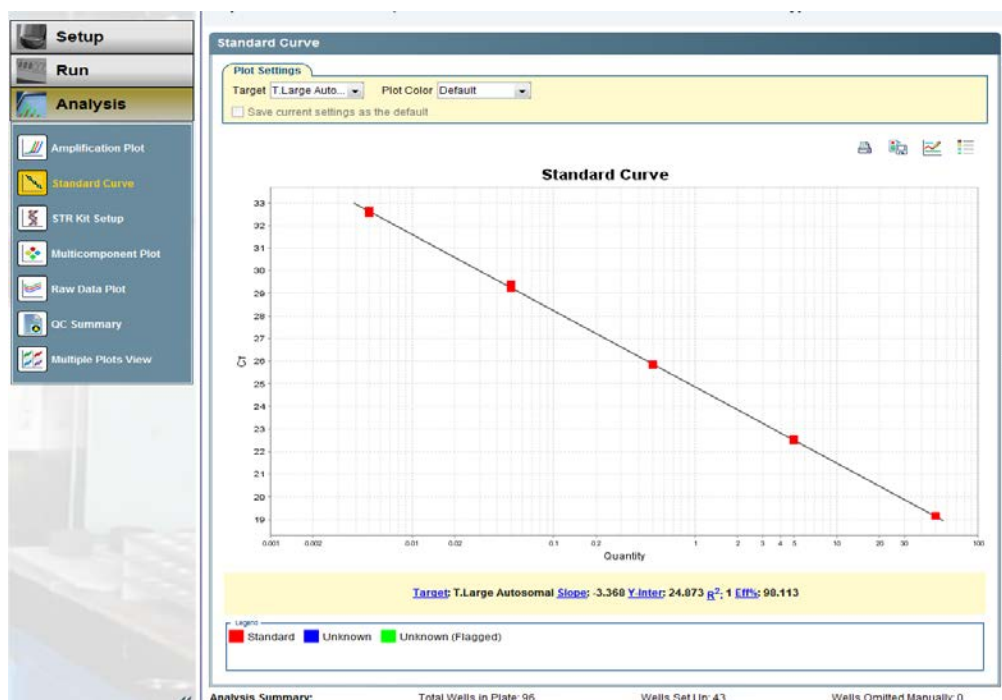 Setup
Run
Analysis
Amplification Plot
Standard Curve
STR Kit Setup
Multicomponent Plot
Raw Data Plot
QC Summary
Multiple Plots View
Standard Curve
Plot Settings
Target T.Large Auto... Plot Color Default
Save current settings as the default
Standard Curve
33
32
31
30
29
28
27
26
25
24
23
22
21
20
19
CT
0.001 0.002 0.01 0.02 0.1 0.2 1 2 3 4 5 10 20 30 100
Quantity
Target: T.Large Autosomal Slope: -3.368 Y-Inter: 24.873 R²: 1 Eff%: 98.113
Legend
Standard Unknown Unknown (Flagged)
Analysis Summary: Total Wells in Plate: 96 Wells Set Up: 43 Wells Omitted Manually: 0